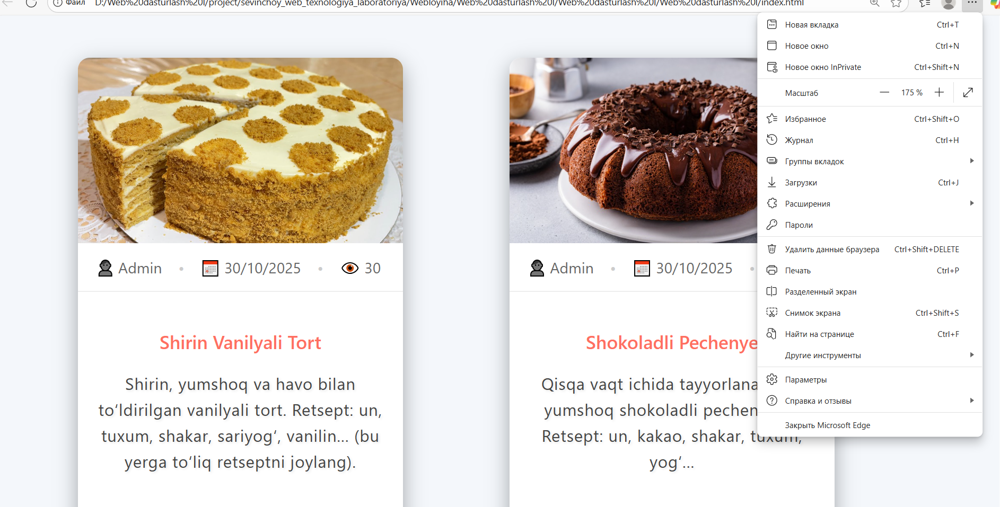 Файл D:/Web%20dasturlash%20I/project/sevinchoy_web_texnologiya_laboratoriya/Webloyiha/Web%20dasturlash%20I/Web%20dasturlash%20I/Web%20dasturlash%20I/index.html
Новая вкладка Ctrl+T
Новое окно Ctrl+N
Новое окно InPrivate Ctrl+Shift+N
Масштаб 175 %
Избранное Ctrl+Shift+O
Журнал Ctrl+H
Группы вкладок
Загрузки Ctrl+J
Расширения
Пароли
Удалить данные браузера Ctrl+Shift+DELETE
Печать Ctrl+P
Разделенный экран
Снимок экрана Ctrl+Shift+S
Найти на странице Ctrl+F
Другие инструменты
Параметры
Справка и отзывы
Закрыть Microsoft Edge
Admin • 30/10/2025 • 30
Shirin Vanilyali Tort
Shirin, yumshoq va havo bilan
to‘ldirilgan vanilyali tort. Retsept: un,
tuxum, shakar, sariyog‘, vanilin... (bu
yerga to‘liq retseptni joylang).
Admin • 30/10/2025 •
Shokoladli Pechenye
Qisqa vaqt ichida tayyorlana
yumshoq shokoladli pechen
Retsept: un, kakao, shakar, tuxum,
yog‘...